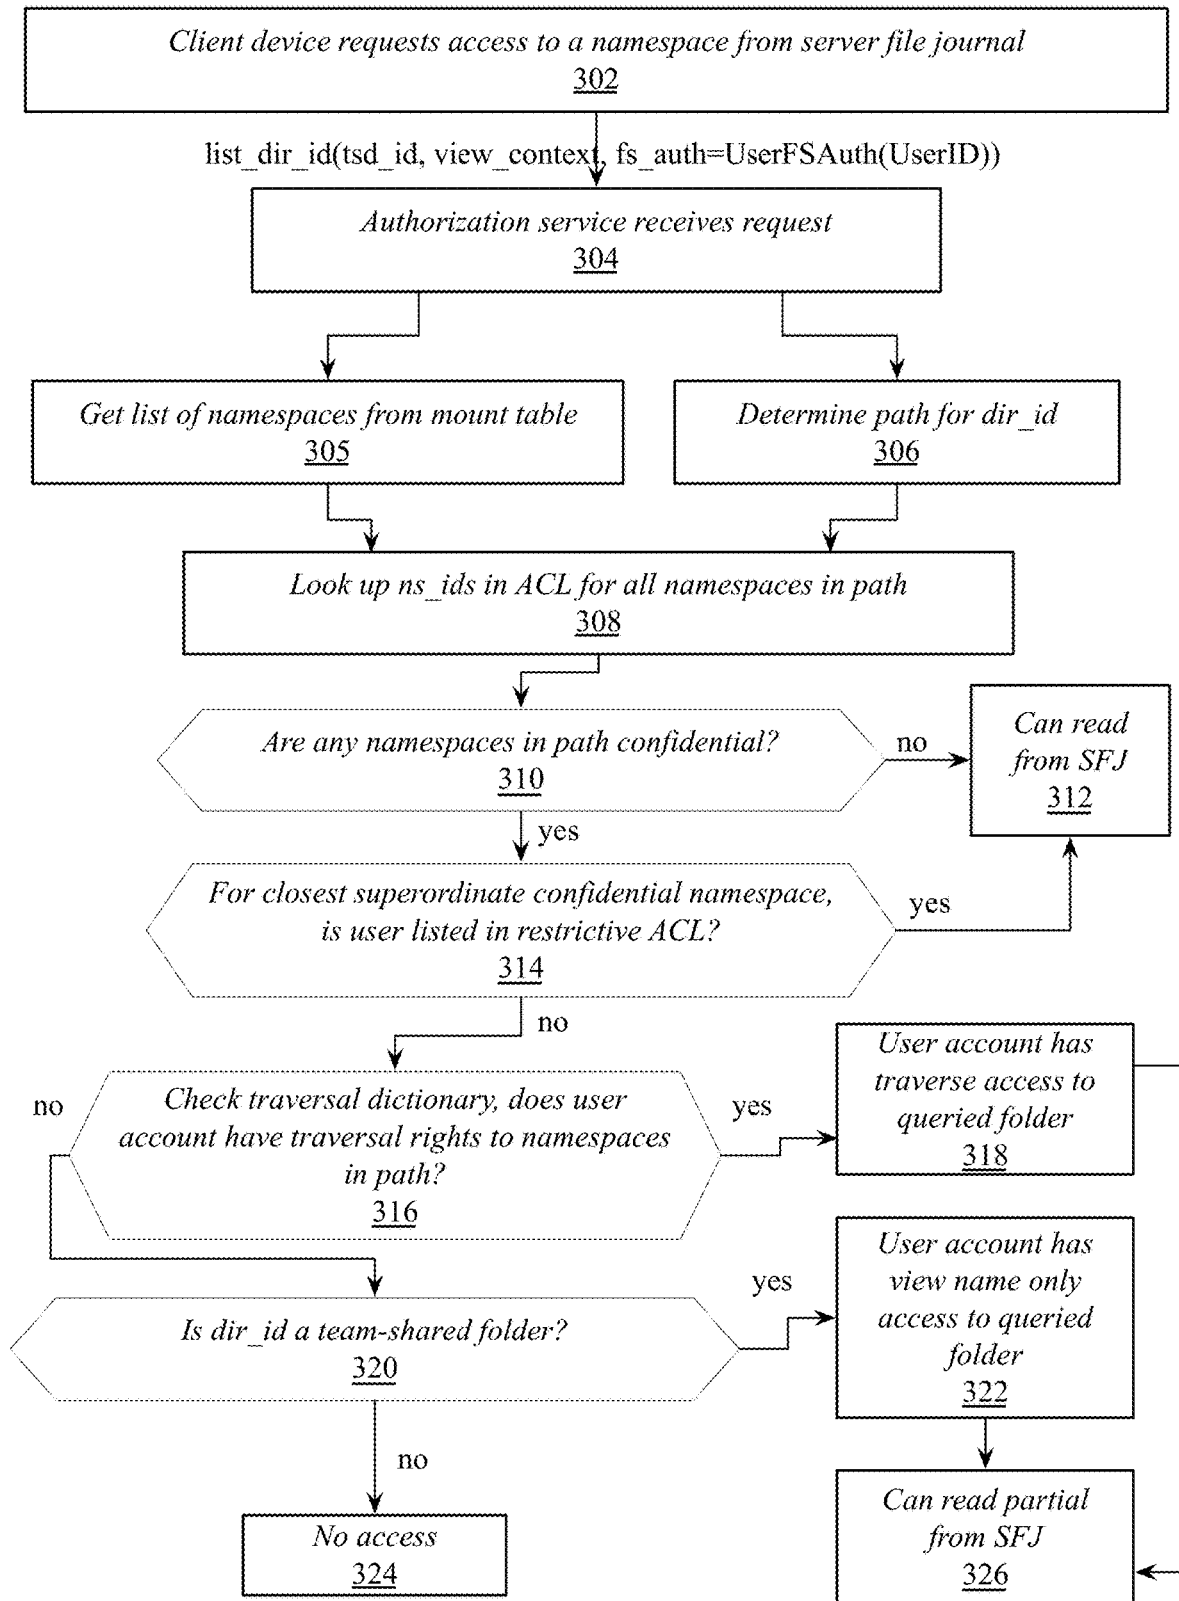 Client device requests access to a namespace from server file journal
302
list_dir_id(tsd_id, view_context, fs_auth=UserFSAuth(UserID))
Authorization service receives request
304
Get list of namespaces from mount table
305
Determine path for dir_id
306
Look up ns_ids in ACL for all namespaces in path
308
Are any namespaces in path confidential?
310
no
Can read
from SFJ
312
yes
For closest superordinate confidential namespace,
is user listed in restrictive ACL?
314
yes
no
Check traversal dictionary, does user
account have traversal rights to namespaces
in path?
316
no
yes
User account has
traverse access to
queried folder
318
Is dir_id a team-shared folder?
320
yes
User account has
view name only
access to queried
folder
322
no
No access
324
Can read partial
from SFJ
326